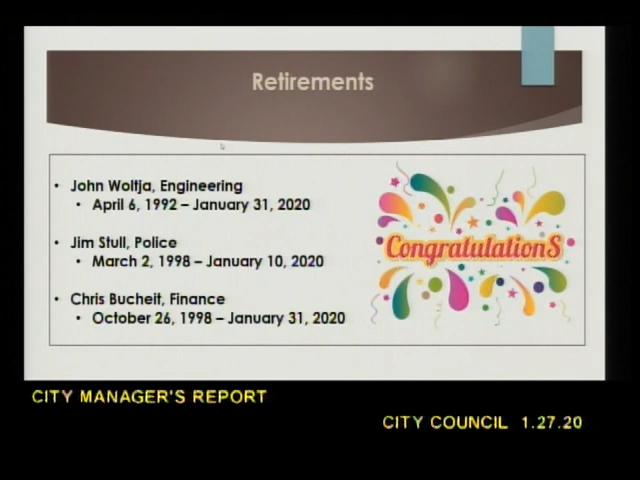 Retirements
• John Woltja, Engineering
• April 6, 1992 – January 31, 2020
• Jim Stull, Police
• March 2, 1998 – January 10, 2020
• Chris Bucheit, Finance
• October 26, 1998 – January 31, 2020
CongratulationS
CITY MANAGER'S REPORT
CITY COUNCIL 1.27.20